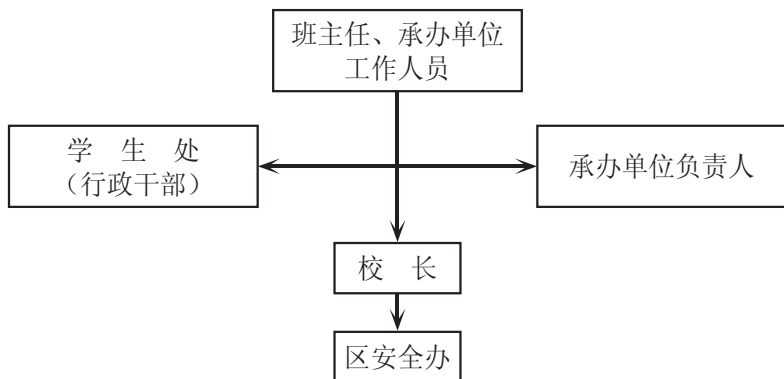 班主任、承办单位
工作人员
学 生 处
（行政干部）
承办单位负责人
校 长
区安全办